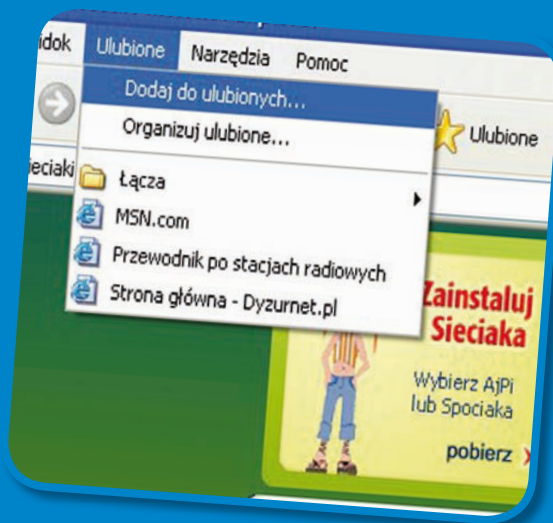 idok Ulubione Narzędzia Pomoc
Dodaj do ulubionych...
Organizuj ulubione...
Ulubione
ieciaki
Łącza
MSN.com
Przewodnik po stacjach radiowych
Strona główna - Dyzurnet.pl
Zainstaluj
Sieciaka
Wybierz AjPi
lub Spociaka
pobierz